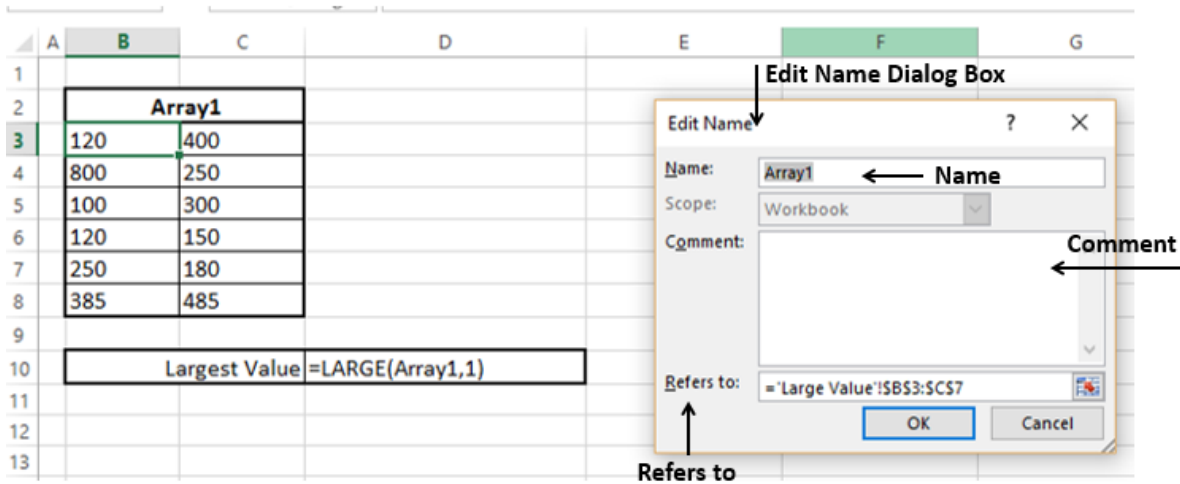 A B C D E F G
1
Edit Name Dialog Box
2 Array1
Edit Name ? ×
3 120 400
4 800 250
Name: Array1 Name
5 100 300
Scope: Workbook
6 120 150
Comment: Comment
7 250 180
8 385 485
9
10 Largest Value =LARGE(Array1,1)
Refers to: ='Large Value'!$B$3:$C$7
11
OK Cancel
12
13
Refers to